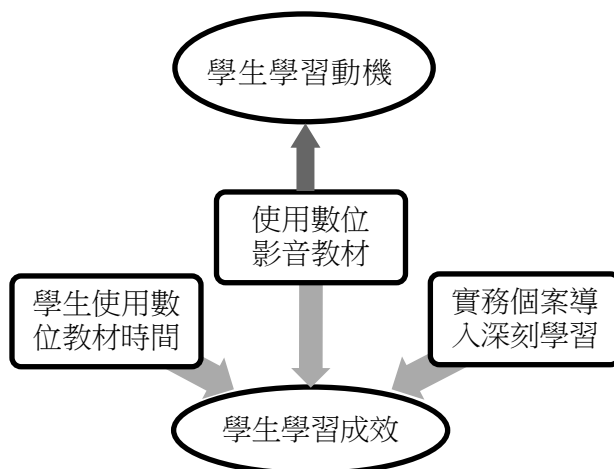 學生學習動機
使用數位
影音教材
學生使用數
位教材時間
實務個案導
入深刻學習
學生學習成效